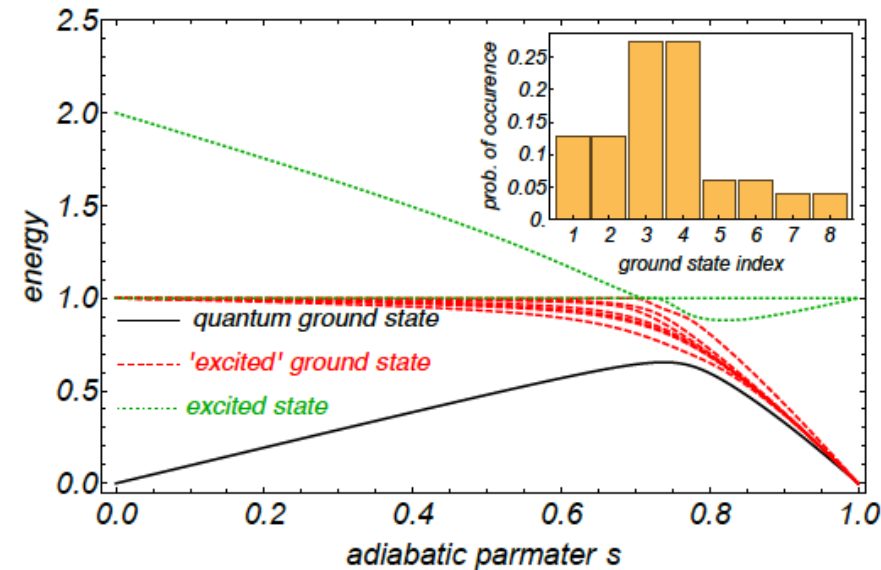 2.5
2.0
1.5
1.0
0.5
0.0
energy
0.0 0.2 0.4 0.6 0.8 1.0
adiabatic parmater s
quantum ground state
'excited' ground state
excited state
0.25
0.2
0.15
0.1
0.05
0.
prob. of occurence
1 2 3 4 5 6 7 8
ground state index